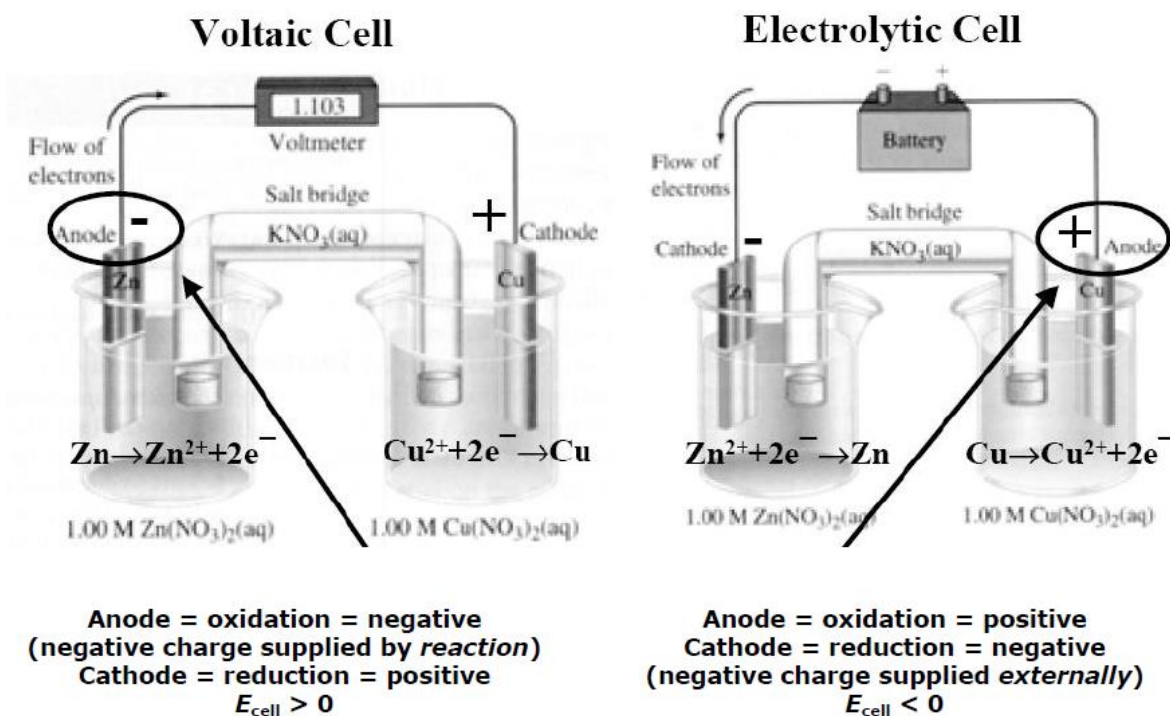 Voltaic Cell
1.103
Voltmeter
Flow of
electrons
Salt bridge
KNO₃(aq)
Anode -
+ Cathode
Zn
Cu
Zn→Zn²⁺+2e⁻
Cu²⁺+2e⁻→Cu
1.00 M Zn(NO₃)₂(aq)
1.00 M Cu(NO₃)₂(aq)
Anode = oxidation = negative
(negative charge supplied by reaction)
Cathode = reduction = positive
E cell > 0
Electrolytic Cell
- +
Battery
Flow of
electrons
Salt bridge
KNO₃(aq)
Cathode -
+ Anode
Zn
Cu
Zn²⁺+2e⁻→Zn
Cu→Cu²⁺+2e⁻
1.00 M Zn(NO₃)₂(aq)
1.00 M Cu(NO₃)₂(aq)
Anode = oxidation = positive
Cathode = reduction = negative
(negative charge supplied externally)
E cell < 0